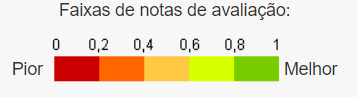 Faixas de notas de avaliação:
0 0,2 0,4 0,6 0,8 1
Pior Melhor